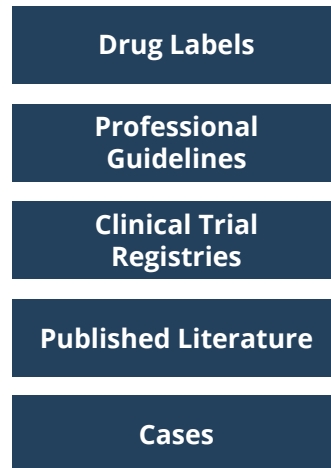 Drug Labels
Professional
Guidelines
Clinical Trial
Registries
Published Literature
Cases